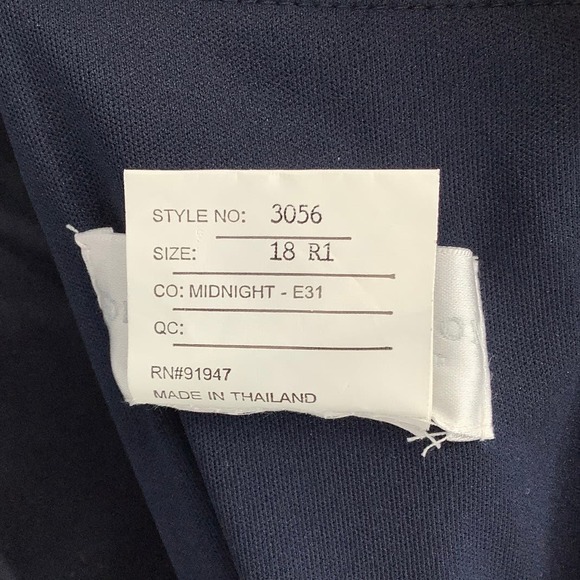 STYLE NO: 3056
SIZE: 18 R1
CO: MIDNIGHT - E31
QC:
RN#91947
MADE IN THAILAND